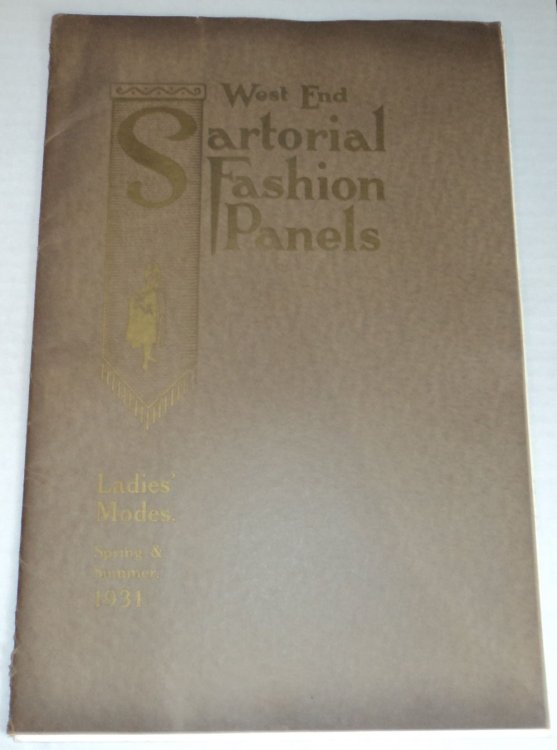 West End
Sartorial
Fashion
Panels
Ladies'
Modes.
Spring &
Summer.
1931